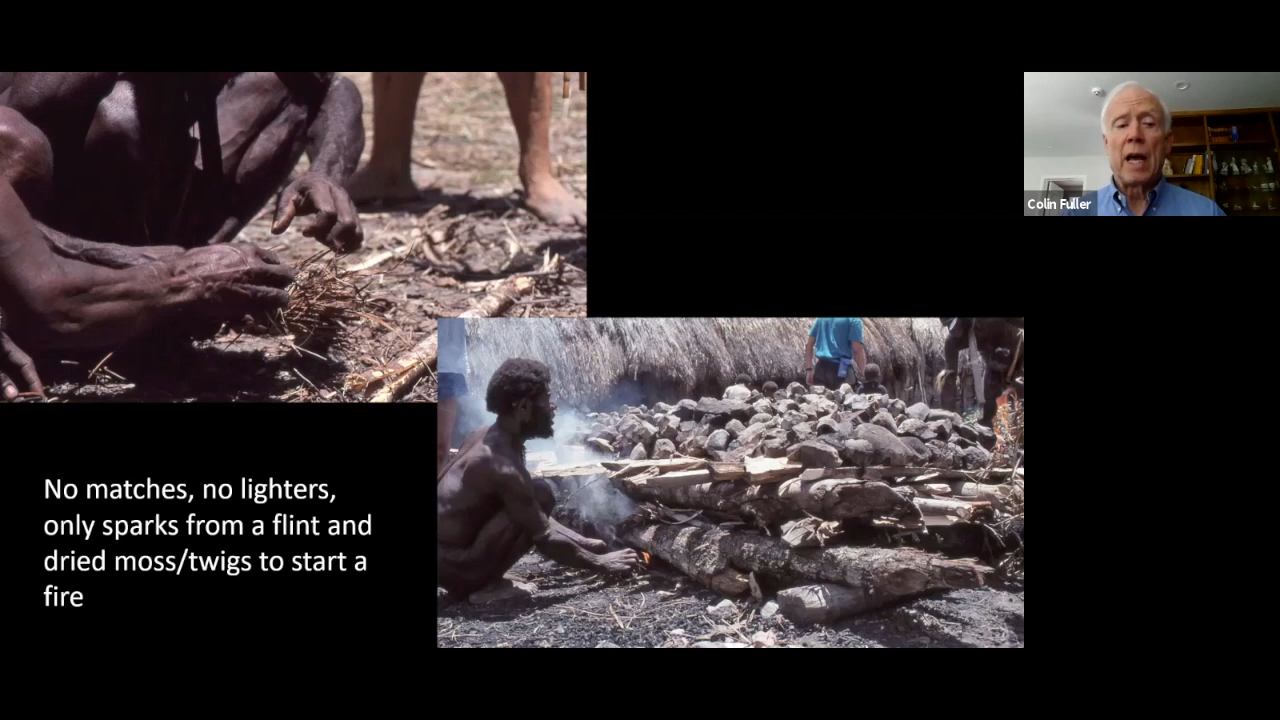 Colin Fuller
No matches, no lighters,
only sparks from a flint and
dried moss/twigs to start a
fire